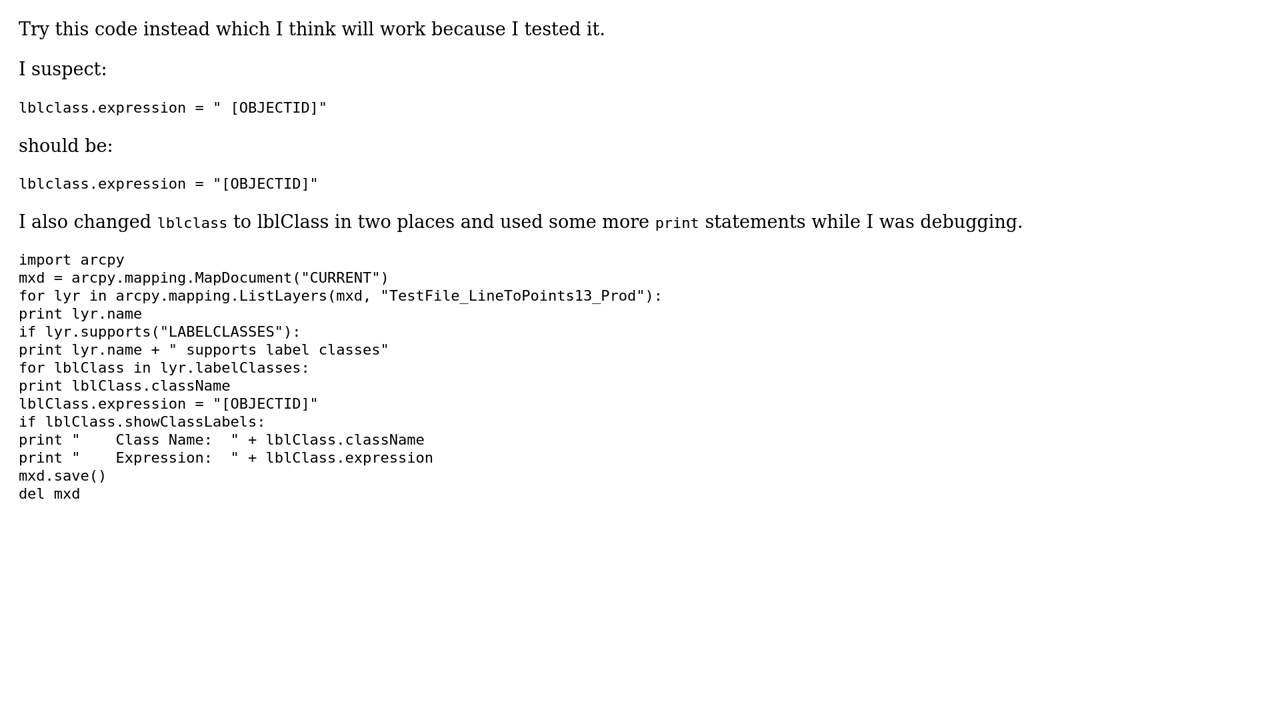 Try this code instead which I think will work because I tested it.
I suspect:
lblclass.expression = " [OBJECTID]"
should be:
lblclass.expression = "[OBJECTID]"
I also changed lblclass to lblClass in two places and used some more print statements while I was debugging.
import arcpy
mxd = arcpy.mapping.MapDocument("CURRENT")
for lyr in arcpy.mapping.ListLayers(mxd, "TestFile_LineToPoints13_Prod"):
print lyr.name
if lyr.supports("LABELCLASSES"):
print lyr.name + " supports label classes"
for lblClass in lyr.labelClasses:
print lblClass.className
lblClass.expression = "[OBJECTID]"
if lblClass.showClassLabels:
print "    Class Name:  " + lblClass.className
print "    Expression:  " + lblClass.expression
mxd.save()
del mxd